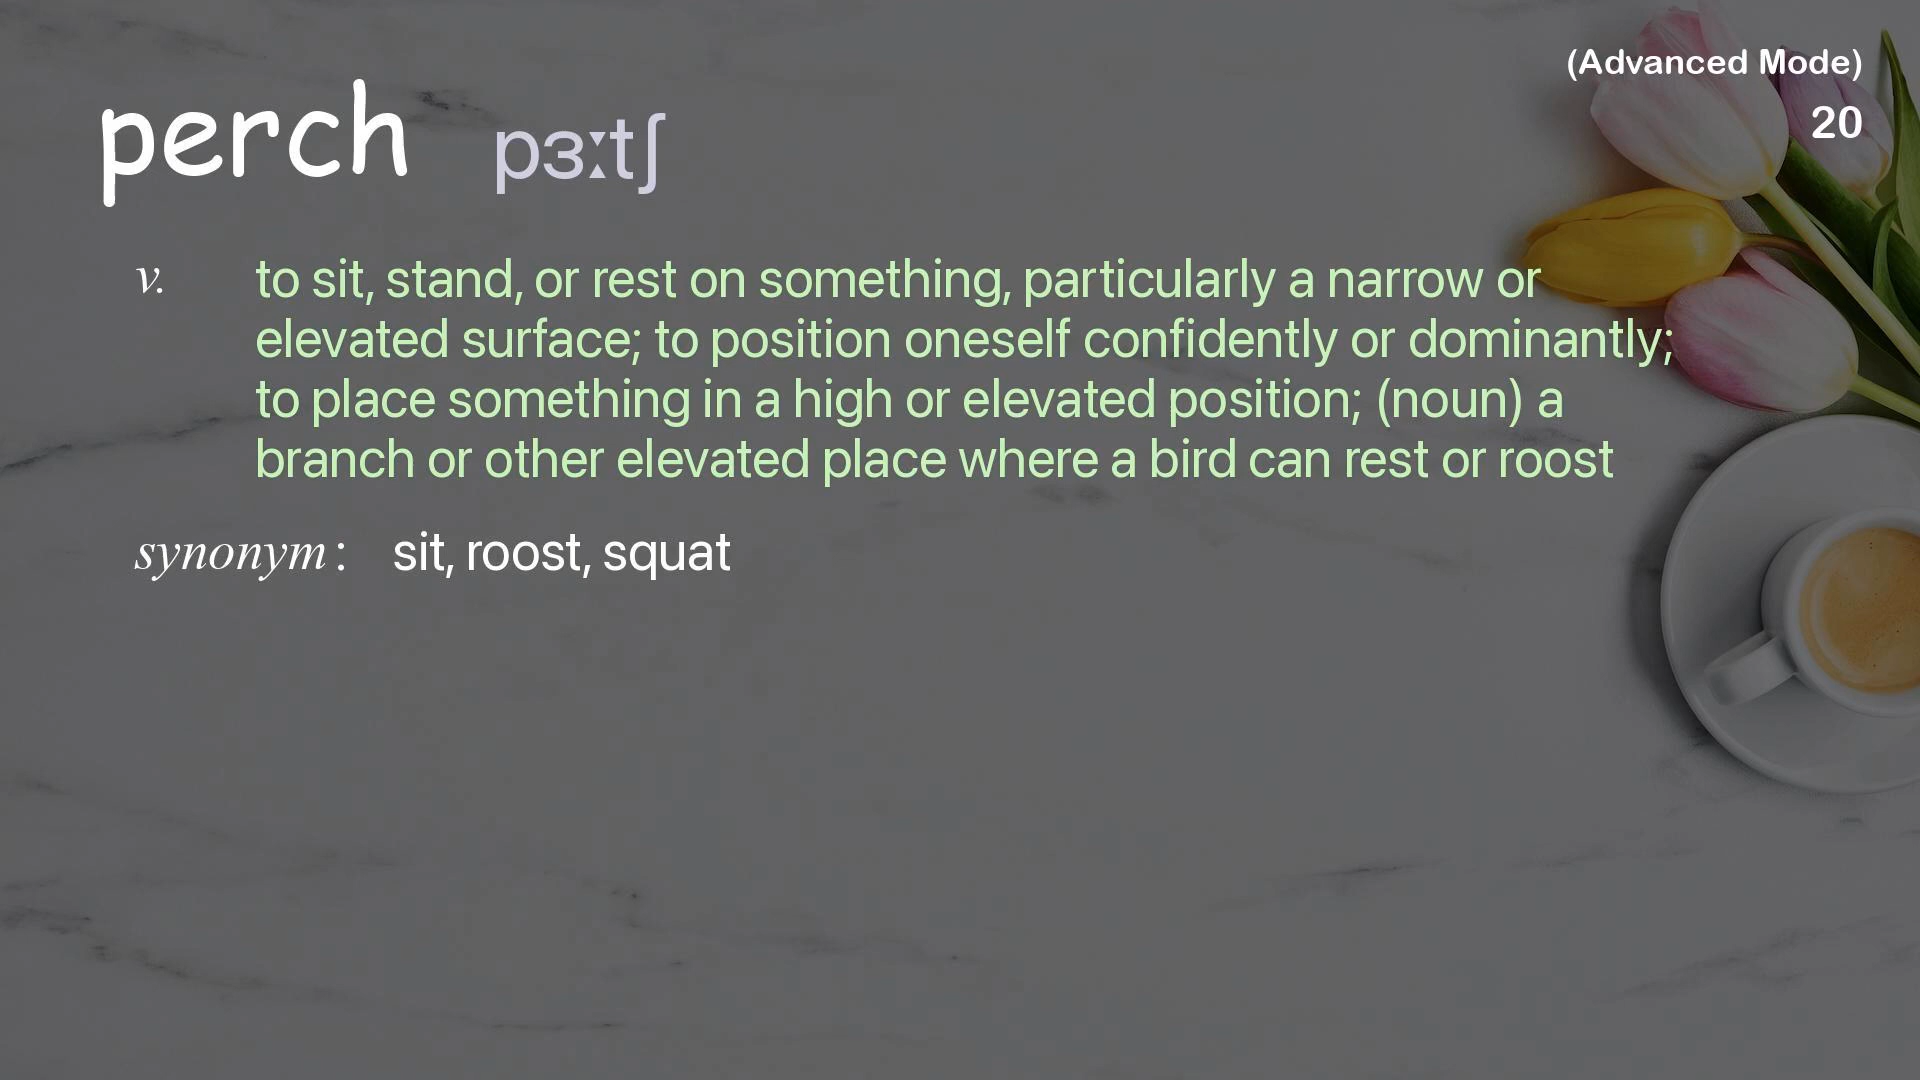 (Advanced Mode)
20
perch pɜːtʃ
v. to sit, stand, or rest on something, particularly a narrow or
elevated surface; to position oneself confidently or dominantly;
to place something in a high or elevated position; (noun) a
branch or other elevated place where a bird can rest or roost
synonym : sit, roost, squat